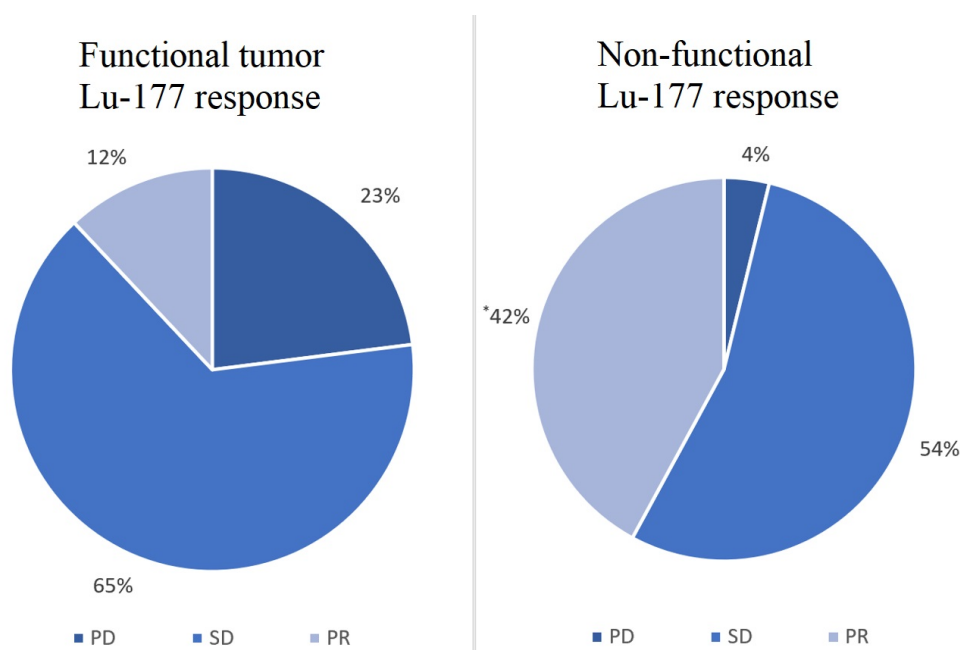 Functional tumor
Lu-177 response
12%
23%
65%
PD SD PR
Non-functional
Lu-177 response
4%
*42%
54%
PD SD PR